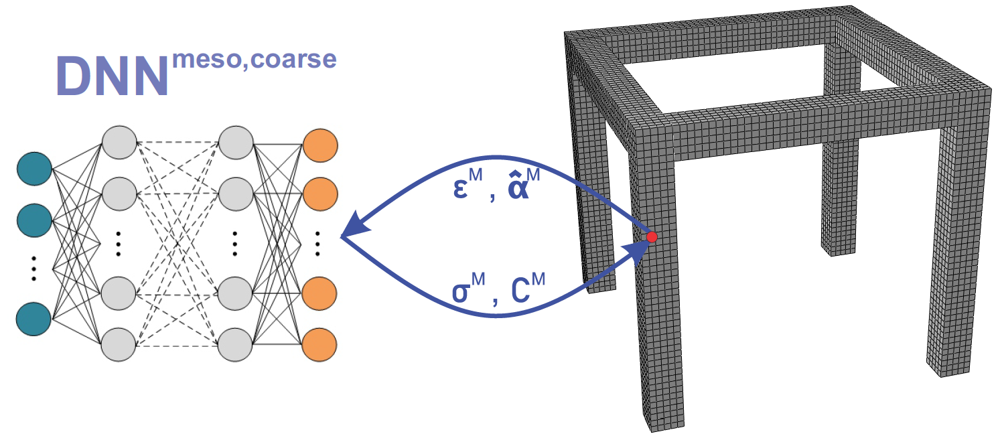 DNN^meso,coarse
ε^M , α̂^M
σ^M , C^M